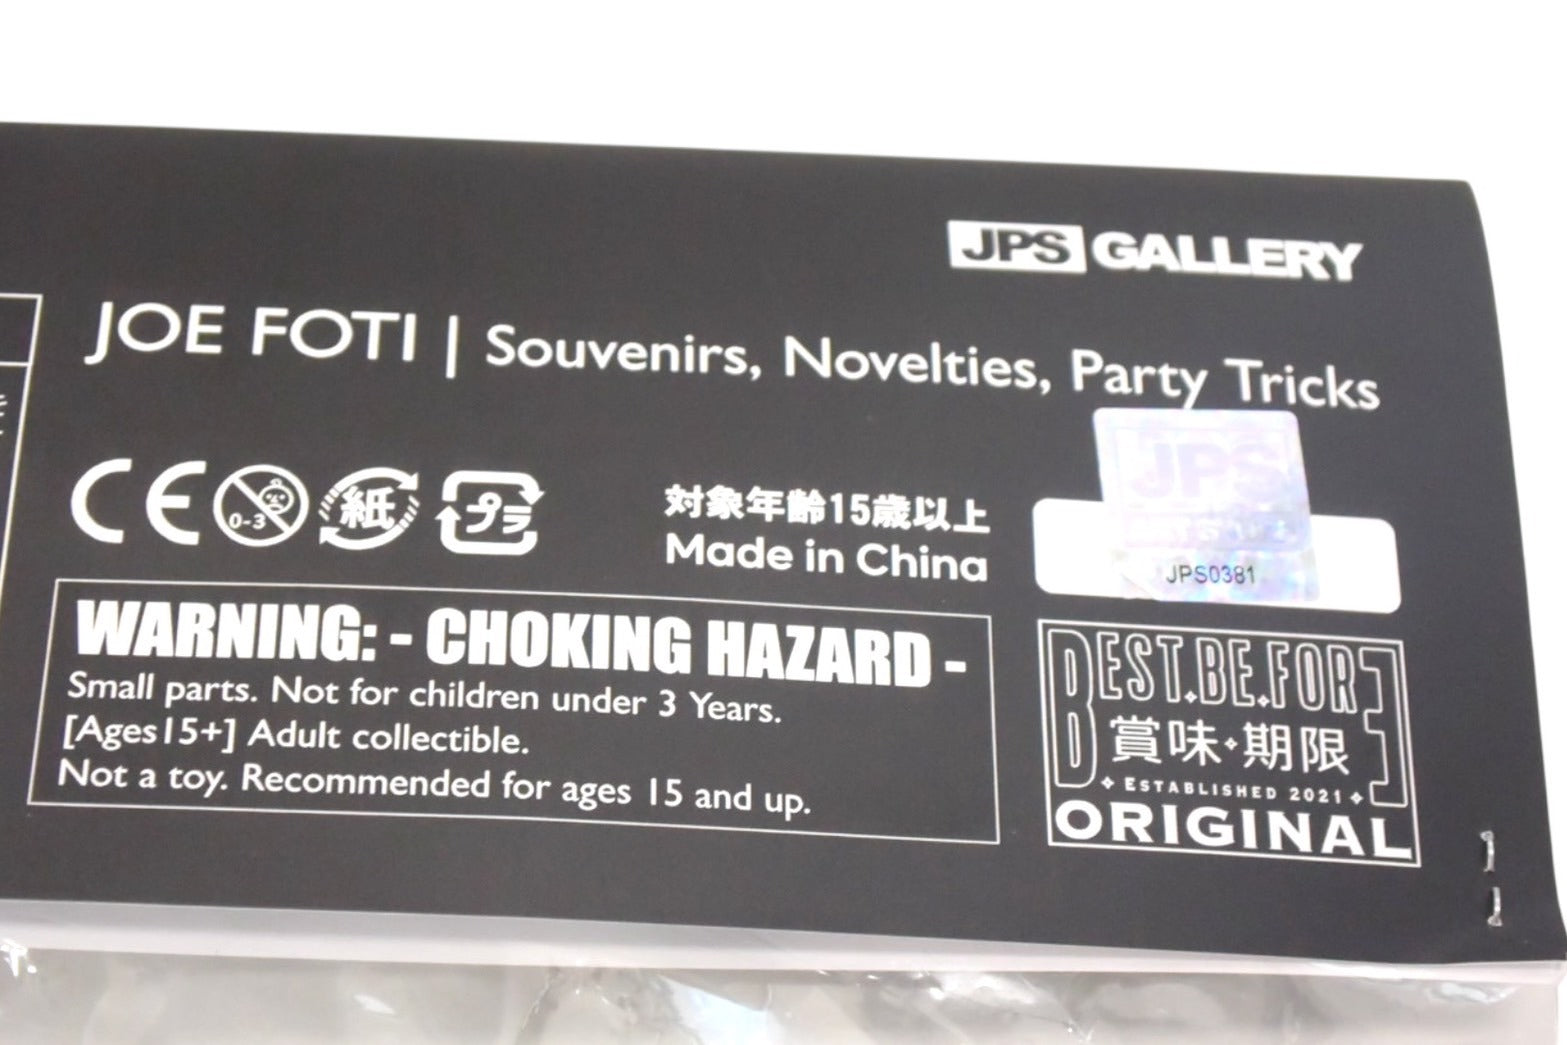 JPS GALLERY
JOE FOTI | Souvenirs, Novelties, Party Tricks
JPS
JPS0381
CE 0-3 紙 プラ
対象年齢15歳以上
Made in China
WARNING: - CHOKING HAZARD -
Small parts. Not for children under 3 Years.
[Ages15+] Adult collectible.
Not a toy. Recommended for ages 15 and up.
BEST.BE.FORE
賞味・期限
ESTABLISHED 2021
ORIGINAL